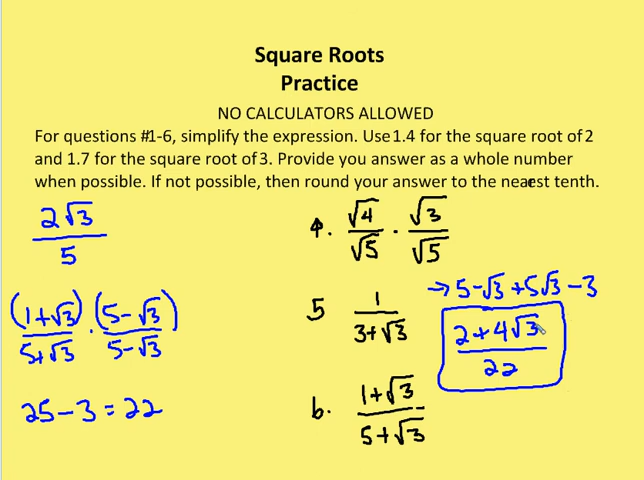 Square Roots
Practice
NO CALCULATORS ALLOWED
For questions #1-6, simplify the expression. Use 1.4 for the square root of 2
and 1.7 for the square root of 3. Provide you answer as a whole number
when possible. If not possible, then round your answer to the nearest tenth.
2√3
5
4. √4/√5 · √3/√5
(1+√3)/(5+√3) · (5-√3)/(5-√3)
5 1/(3+√3)
→ 5-√3+5√3-3
2+4√3
22
25-3=22
6. 1+√3
5+√3